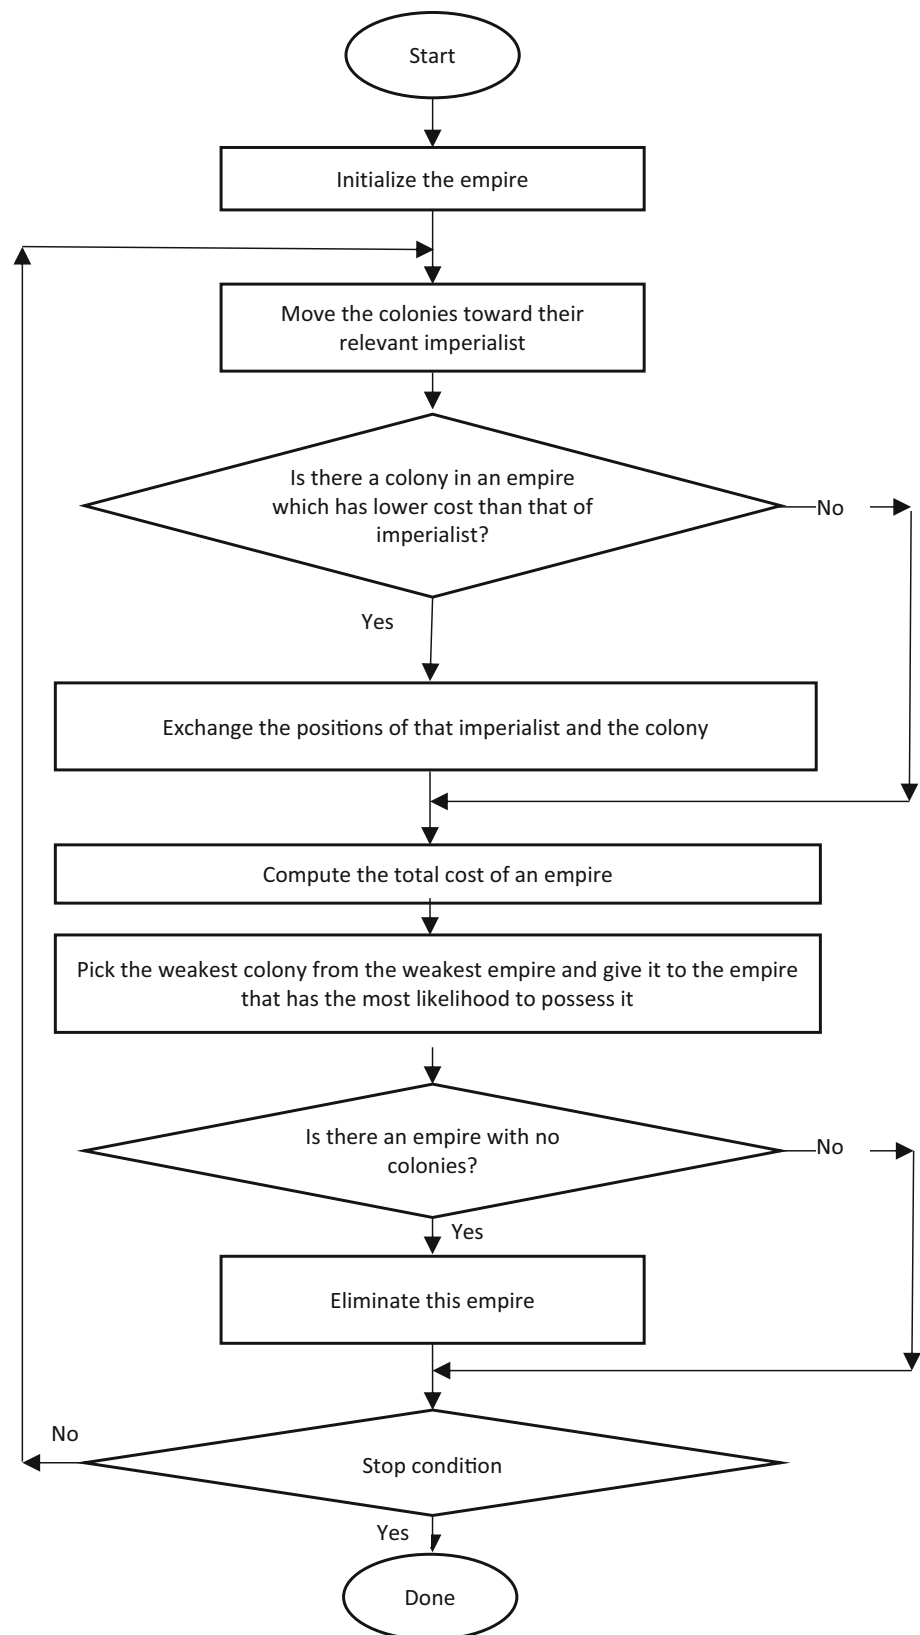 Start
Initialize the empire
Move the colonies toward their
relevant imperialist
Is there a colony in an empire
which has lower cost than that of
imperialist?
No
Yes
Exchange the positions of that imperialist and the colony
Compute the total cost of an empire
Pick the weakest colony from the weakest empire and give it to the empire
that has the most likelihood to possess it
Is there an empire with no
colonies?
No
Yes
Eliminate this empire
No
Stop condition
Yes
Done